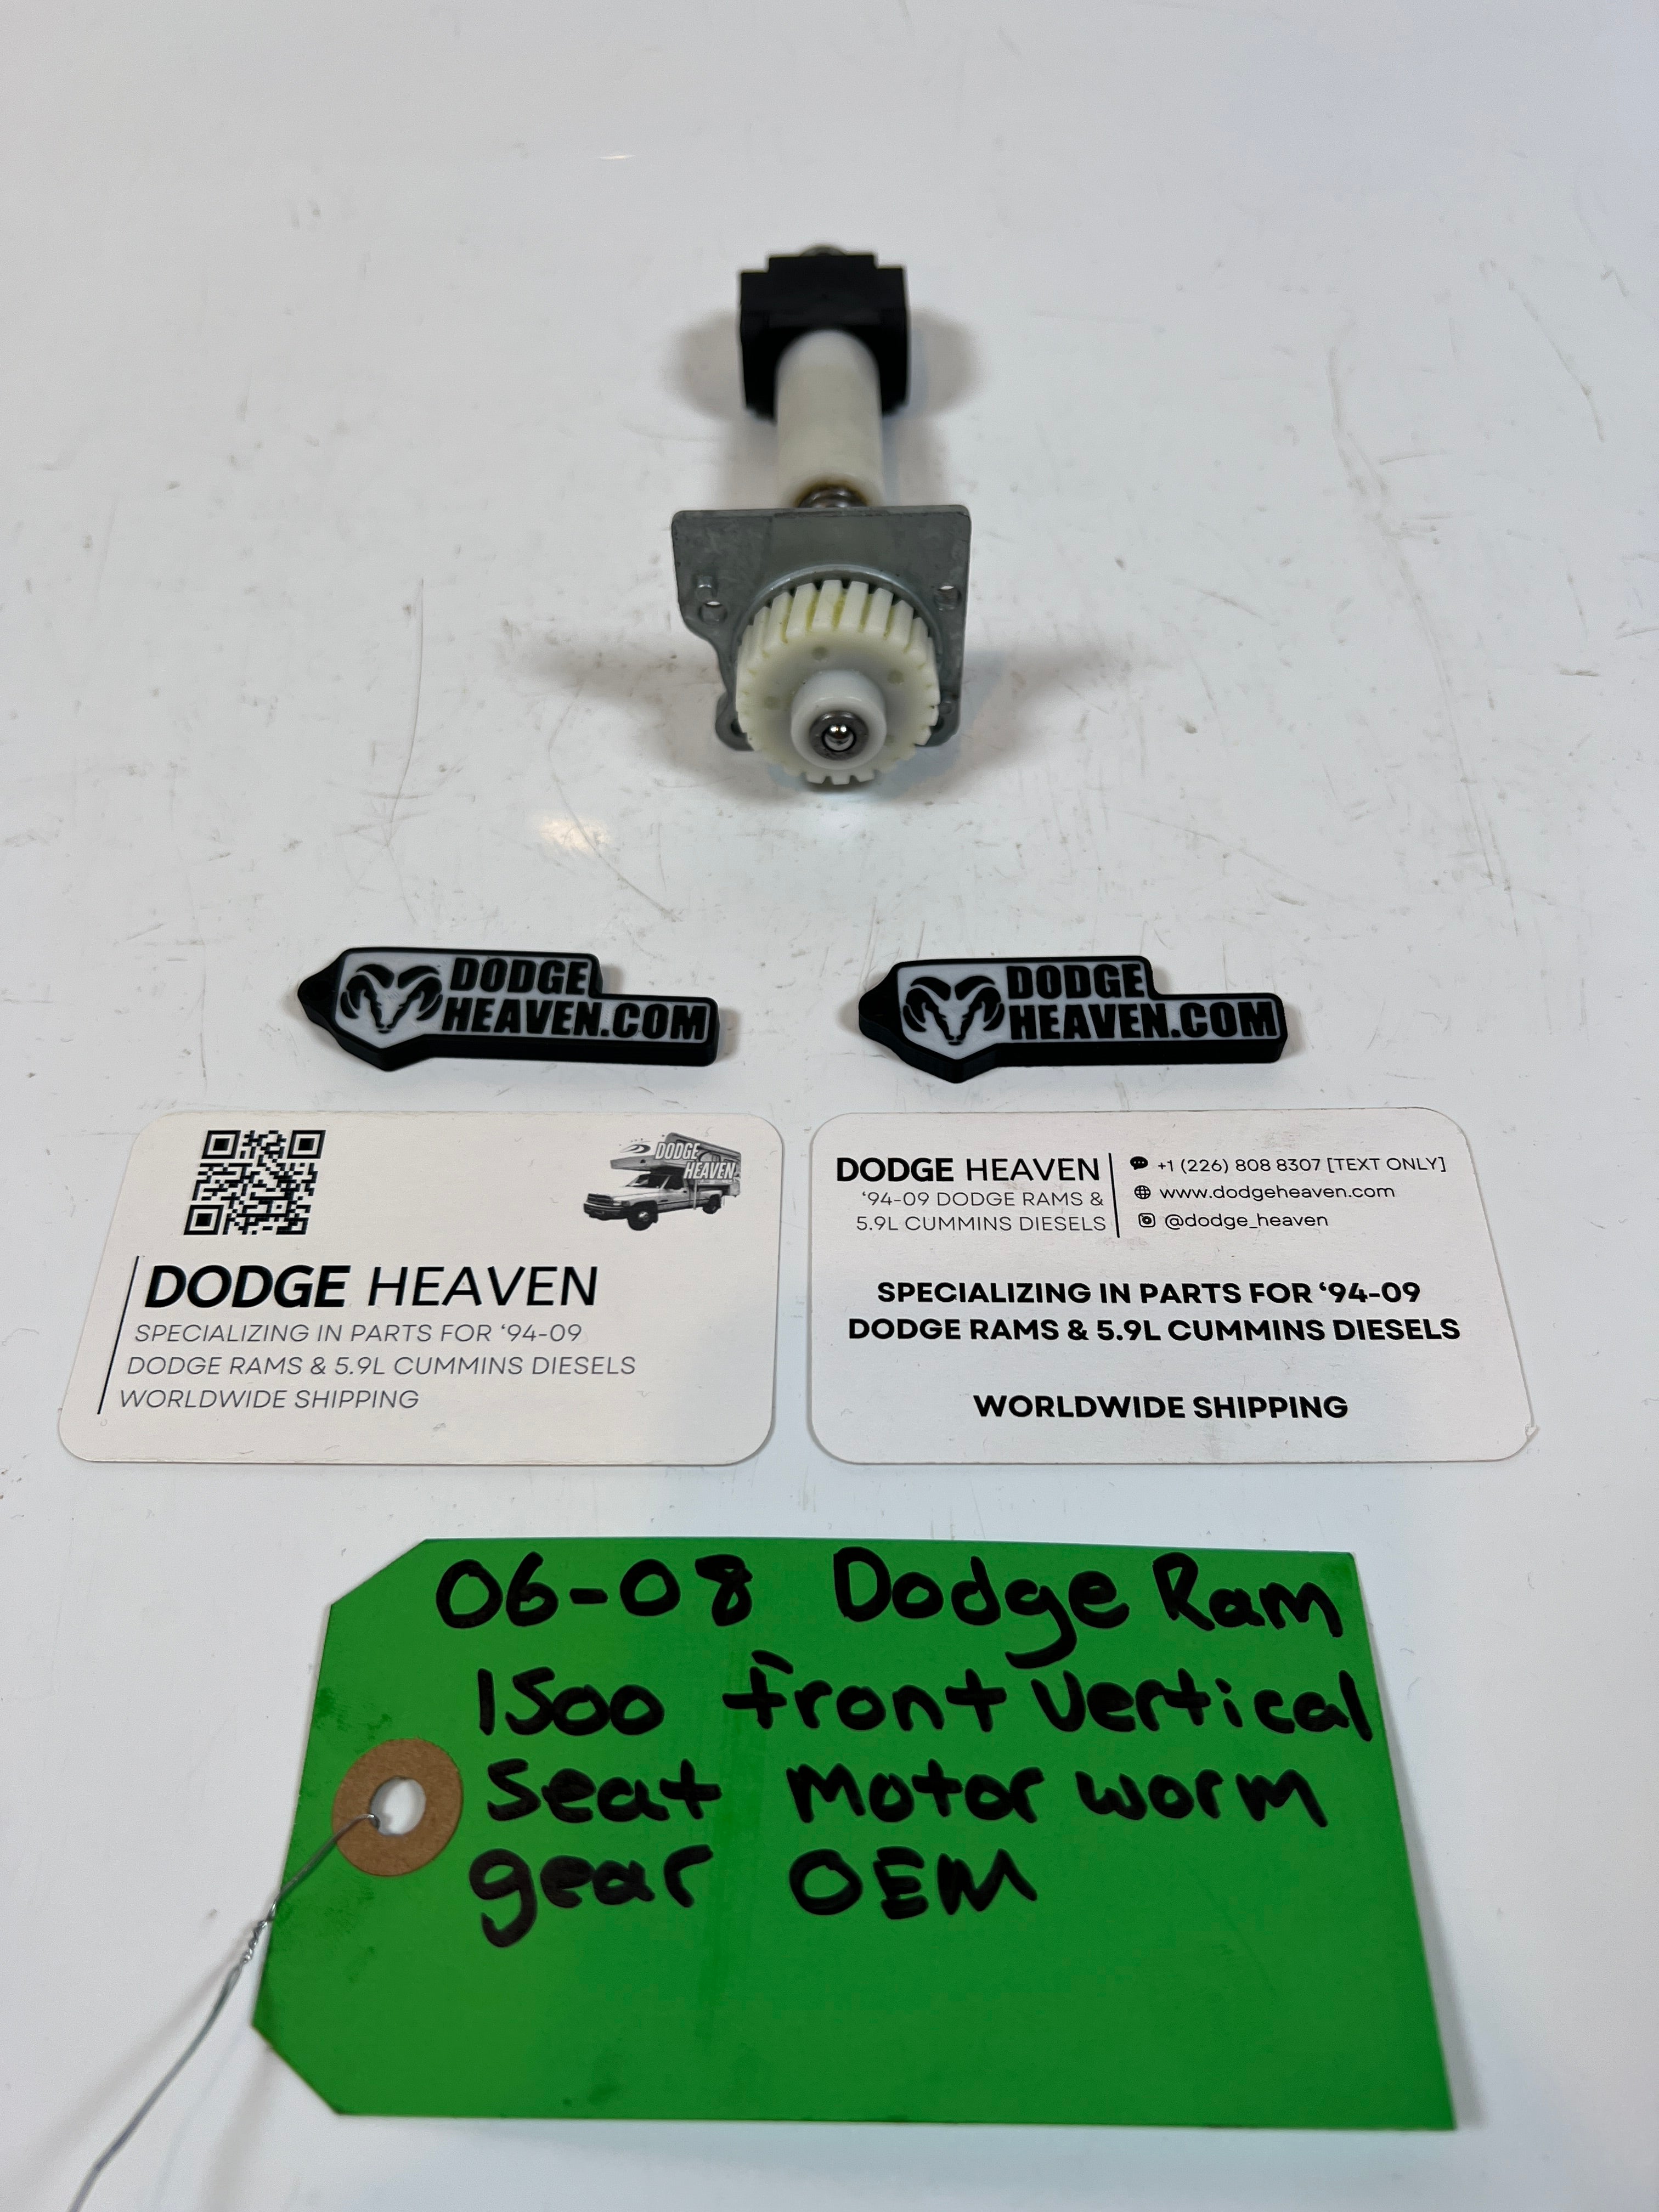 DODGE
HEAVEN.COM
DODGE
HEAVEN.COM
DODGE
HEAVEN
DODGE HEAVEN
SPECIALIZING IN PARTS FOR ‘94-09
DODGE RAMS & 5.9L CUMMINS DIESELS
WORLDWIDE SHIPPING
DODGE HEAVEN
‘94-09 DODGE RAMS &
5.9L CUMMINS DIESELS
+1 (226) 808 8307 [TEXT ONLY]
www.dodgeheaven.com
@dodge_heaven
SPECIALIZING IN PARTS FOR ‘94-09
DODGE RAMS & 5.9L CUMMINS DIESELS
WORLDWIDE SHIPPING
06-08 Dodge Ram
1500 front vertical
seat motor worm
gear OEM